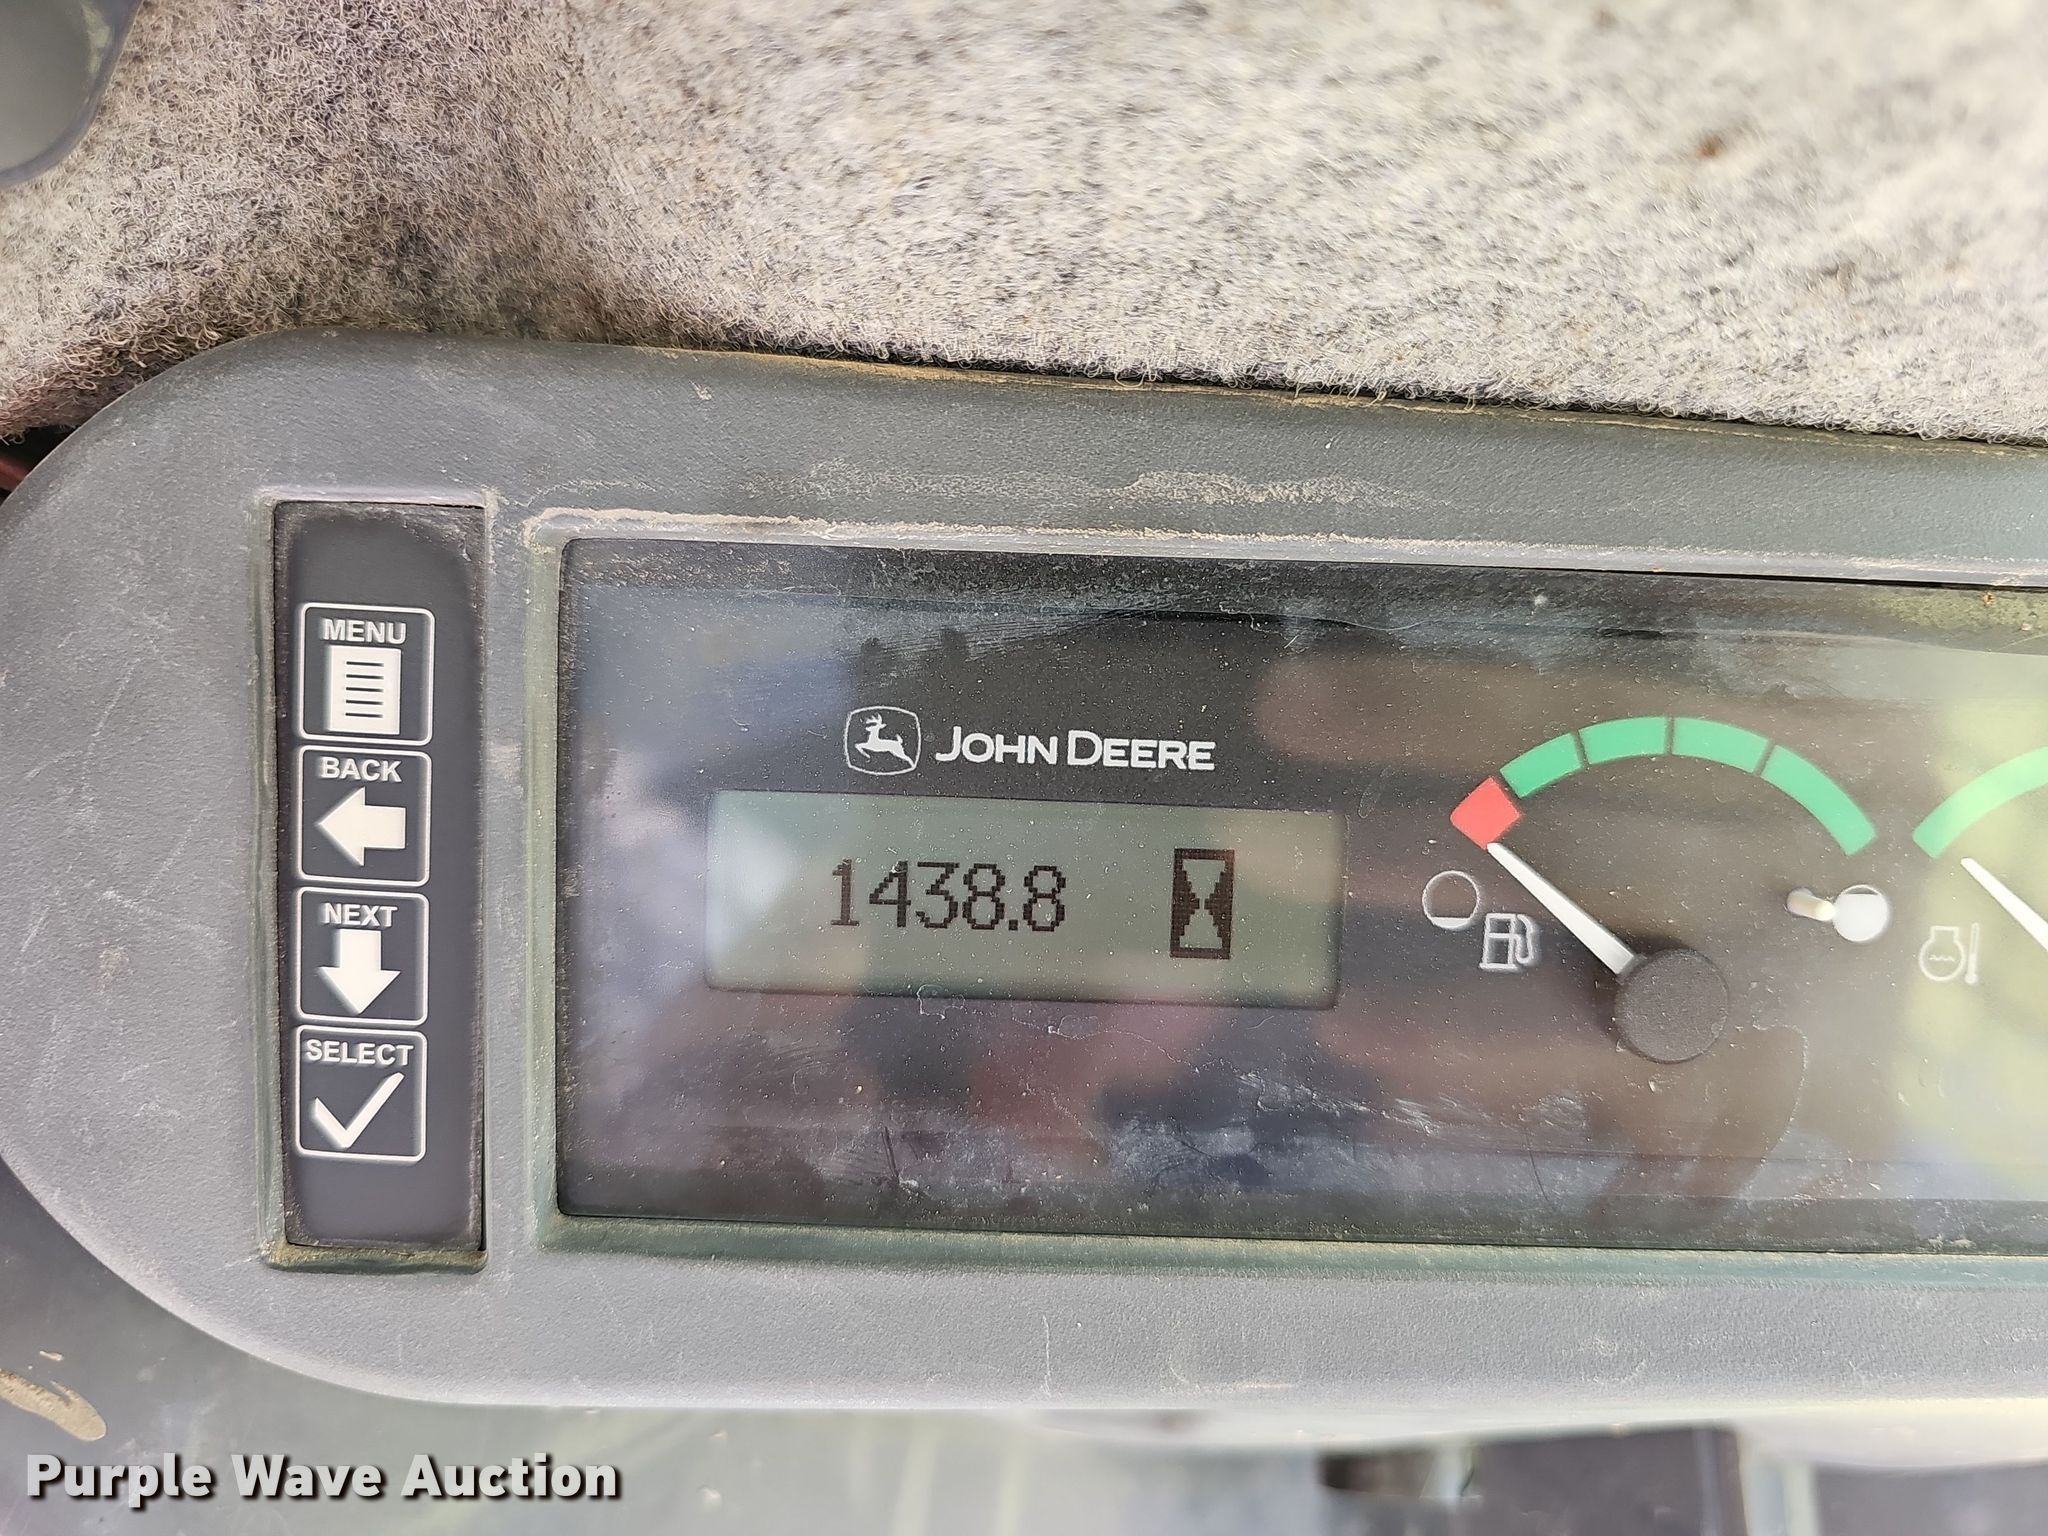 MENU
BACK
NEXT
SELECT
JOHN DEERE
1438.8
Purple Wave Auction